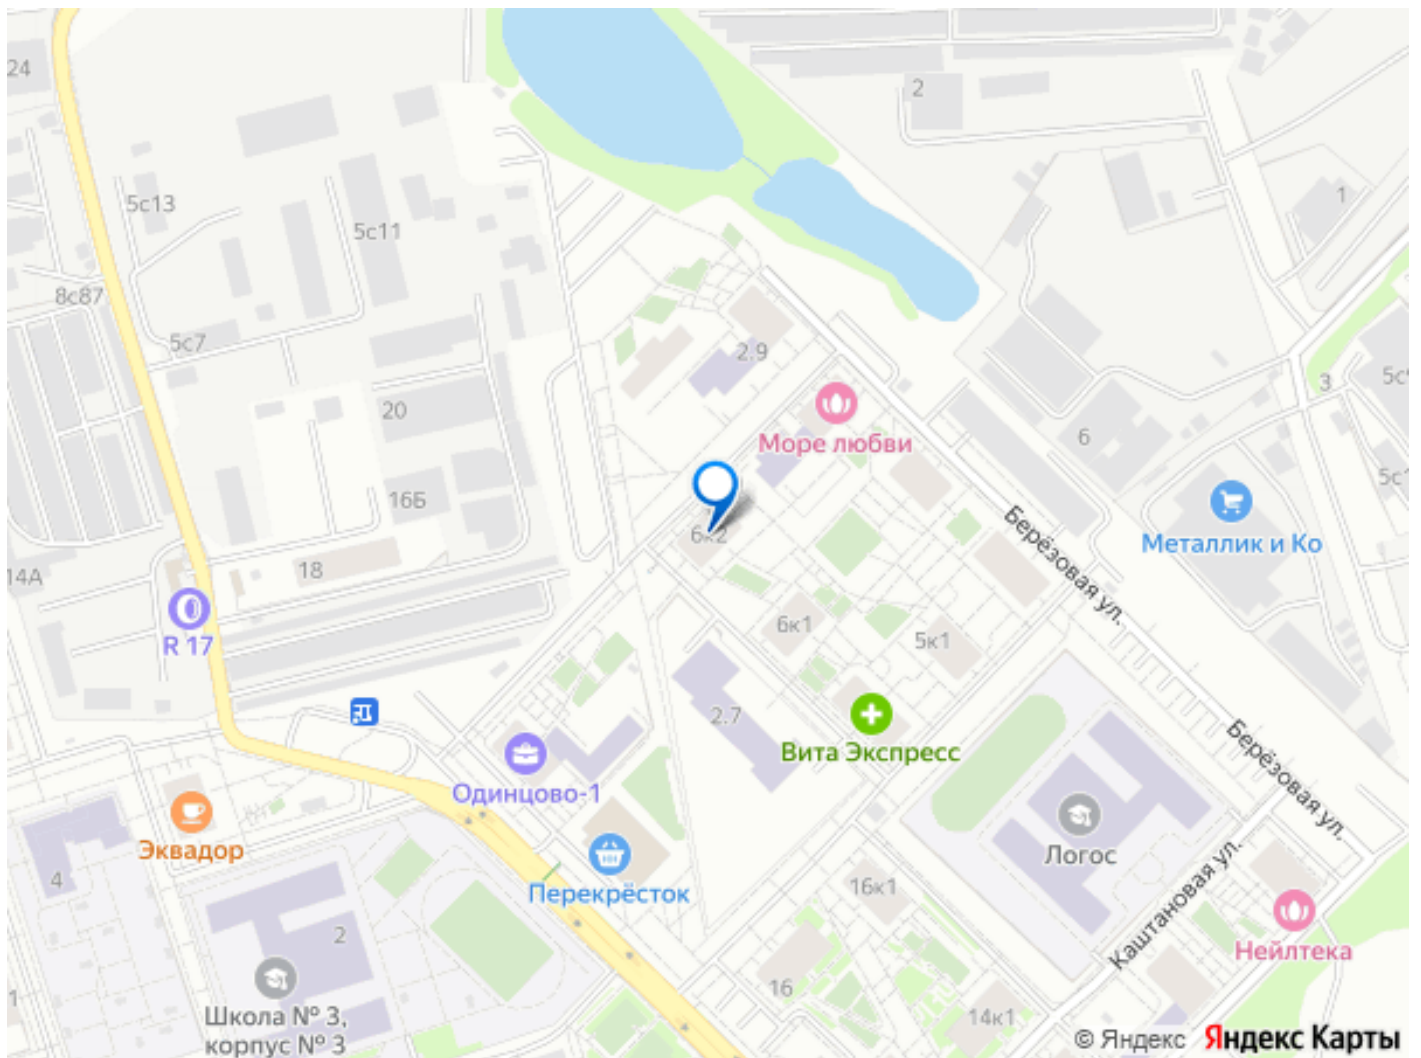 24
2
1
5с13
5с11
8с87
5с7
2.9
3
20
Море любви
6
16Б
6к2
Берёзовая ул.
Металлик и Ко
14А
18
R 17
6к1
5к1
2.7
Вита Экспресс
Берёзовая ул.
Одинцово-1
Эквадор
4
Перекрёсток
Логос
16к1
Каштановая ул.
2
Нейлтека
16
14к1
Школа № 3,
корпус № 3
© Яндекс Яндекс Карты